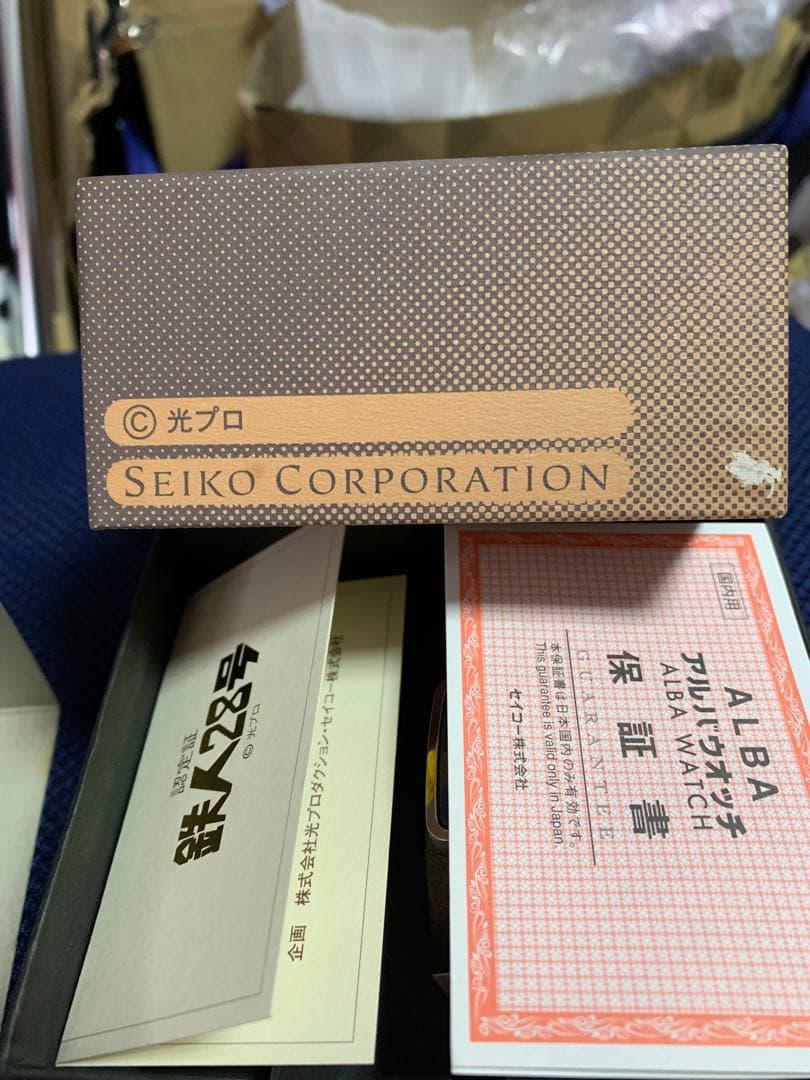 © 光プロ
SEIKO CORPORATION
認定証
鉄人28号
© 光プロ
企画 株式会社光プロダクション・セイコー株式会社
国内用
ALBA
アルバウオッチ
ALBA WATCH
保証書
GUARANTEE
本保証書は日本国内のみ有効です。
This guarantee is valid only in Japan.
セイコー株式会社